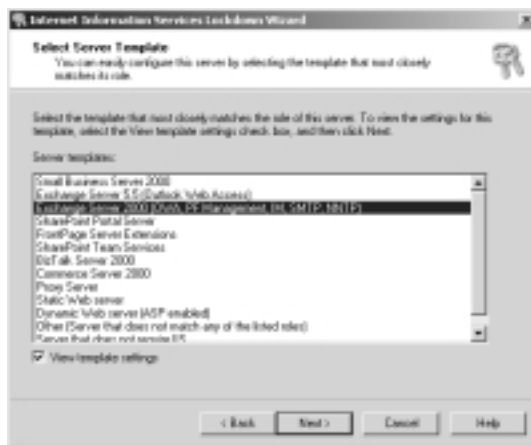 Internet Information Services Lockdown Wizard
Select Server Template
You can easily configure this server by selecting the template that most closely
matches its role.
Select the template that most closely matches the role of this server. To view the settings for this
template, select the View template settings check box, and then click Next.
Server templates:
Small Business Server 2000
Exchange Server 5.5 (Outlook Web Access)
Exchange Server 2000 (OWA, PF Management, IM, SMTP, NNTP)
SharePoint Portal Server
FrontPage Server Extensions
SharePoint Team Services
BizTalk Server 2000
Commerce Server 2000
Proxy Server
Static Web server
Dynamic Web server (ASP enabled)
Other (Server that does not match any of the listed roles)
Server that does not require IIS
View template settings
< Back
Next >
Cancel
Help